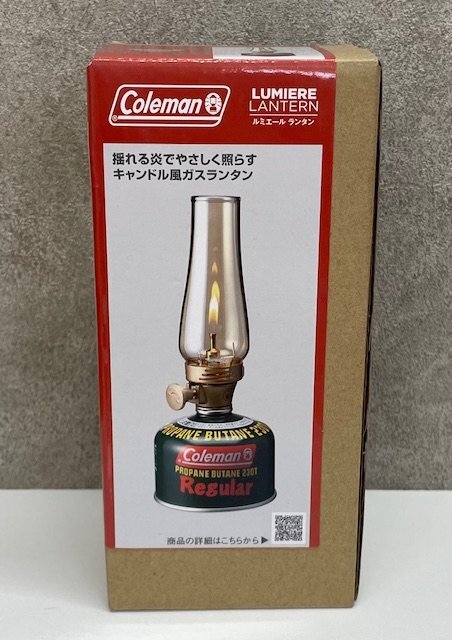 Coleman
LUMIERE
LANTERN
ルミエール ランタン
揺れる炎でやさしく照らす
キャンドル風ガスランタン
PROPANE BUTANE 230T
Coleman
PROPANE BUTANE 230T
Regular
商品の詳細はこちらから▶